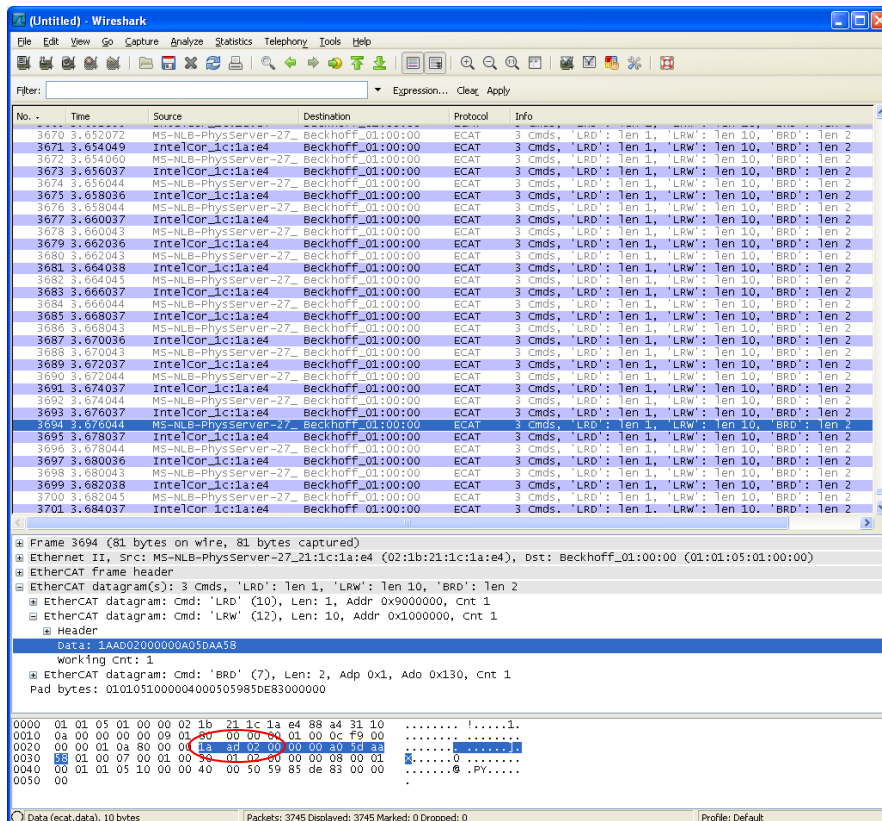 (Untitled) - Wireshark
File Edit View Go Capture Analyze Statistics Telephony Tools Help
Filter: Expression... Clear Apply
No. . Time Source Destination Protocol Info
3670 3.652072 MS-NLB-PhysServer-27_ Beckhoff_01:00:00 ECAT 3 Cmds, 'LRD': len 1, 'LRW': len 10, 'BRD': len 2
3671 3.654049 IntelCor_1c:1a:e4 Beckhoff_01:00:00 ECAT 3 Cmds, 'LRD': len 1, 'LRW': len 10, 'BRD': len 2
3672 3.654060 MS-NLB-PhysServer-27_ Beckhoff_01:00:00 ECAT 3 Cmds, 'LRD': len 1, 'LRW': len 10, 'BRD': len 2
3673 3.656037 IntelCor_1c:1a:e4 Beckhoff_01:00:00 ECAT 3 Cmds, 'LRD': len 1, 'LRW': len 10, 'BRD': len 2
3674 3.656044 MS-NLB-PhysServer-27_ Beckhoff_01:00:00 ECAT 3 Cmds, 'LRD': len 1, 'LRW': len 10, 'BRD': len 2
3675 3.658036 IntelCor_1c:1a:e4 Beckhoff_01:00:00 ECAT 3 Cmds, 'LRD': len 1, 'LRW': len 10, 'BRD': len 2
3676 3.658044 MS-NLB-PhysServer-27_ Beckhoff_01:00:00 ECAT 3 Cmds, 'LRD': len 1, 'LRW': len 10, 'BRD': len 2
3677 3.660037 IntelCor_1c:1a:e4 Beckhoff_01:00:00 ECAT 3 Cmds, 'LRD': len 1, 'LRW': len 10, 'BRD': len 2
3678 3.660043 MS-NLB-PhysServer-27_ Beckhoff_01:00:00 ECAT 3 Cmds, 'LRD': len 1, 'LRW': len 10, 'BRD': len 2
3679 3.662036 IntelCor_1c:1a:e4 Beckhoff_01:00:00 ECAT 3 Cmds, 'LRD': len 1, 'LRW': len 10, 'BRD': len 2
3680 3.662043 MS-NLB-PhysServer-27_ Beckhoff_01:00:00 ECAT 3 Cmds, 'LRD': len 1, 'LRW': len 10, 'BRD': len 2
3681 3.664038 IntelCor_1c:1a:e4 Beckhoff_01:00:00 ECAT 3 Cmds, 'LRD': len 1, 'LRW': len 10, 'BRD': len 2
3682 3.664045 MS-NLB-PhysServer-27_ Beckhoff_01:00:00 ECAT 3 Cmds, 'LRD': len 1, 'LRW': len 10, 'BRD': len 2
3683 3.666037 IntelCor_1c:1a:e4 Beckhoff_01:00:00 ECAT 3 Cmds, 'LRD': len 1, 'LRW': len 10, 'BRD': len 2
3684 3.666044 MS-NLB-PhysServer-27_ Beckhoff_01:00:00 ECAT 3 Cmds, 'LRD': len 1, 'LRW': len 10, 'BRD': len 2
3685 3.668037 IntelCor_1c:1a:e4 Beckhoff_01:00:00 ECAT 3 Cmds, 'LRD': len 1, 'LRW': len 10, 'BRD': len 2
3686 3.668043 MS-NLB-PhysServer-27_ Beckhoff_01:00:00 ECAT 3 Cmds, 'LRD': len 1, 'LRW': len 10, 'BRD': len 2
3687 3.670036 IntelCor_1c:1a:e4 Beckhoff_01:00:00 ECAT 3 Cmds, 'LRD': len 1, 'LRW': len 10, 'BRD': len 2
3688 3.670043 MS-NLB-PhysServer-27_ Beckhoff_01:00:00 ECAT 3 Cmds, 'LRD': len 1, 'LRW': len 10, 'BRD': len 2
3689 3.672037 IntelCor_1c:1a:e4 Beckhoff_01:00:00 ECAT 3 Cmds, 'LRD': len 1, 'LRW': len 10, 'BRD': len 2
3690 3.672044 MS-NLB-PhysServer-27_ Beckhoff_01:00:00 ECAT 3 Cmds, 'LRD': len 1, 'LRW': len 10, 'BRD': len 2
3691 3.674037 IntelCor_1c:1a:e4 Beckhoff_01:00:00 ECAT 3 Cmds, 'LRD': len 1, 'LRW': len 10, 'BRD': len 2
3692 3.674044 MS-NLB-PhysServer-27_ Beckhoff_01:00:00 ECAT 3 Cmds, 'LRD': len 1, 'LRW': len 10, 'BRD': len 2
3693 3.676037 IntelCor_1c:1a:e4 Beckhoff_01:00:00 ECAT 3 Cmds, 'LRD': len 1, 'LRW': len 10, 'BRD': len 2
3694 3.676044 MS-NLB-PhysServer-27_ Beckhoff_01:00:00 ECAT 3 Cmds, 'LRD': len 1, 'LRW': len 10, 'BRD': len 2
3695 3.678037 IntelCor_1c:1a:e4 Beckhoff_01:00:00 ECAT 3 Cmds, 'LRD': len 1, 'LRW': len 10, 'BRD': len 2
3696 3.678044 MS-NLB-PhysServer-27_ Beckhoff_01:00:00 ECAT 3 Cmds, 'LRD': len 1, 'LRW': len 10, 'BRD': len 2
3697 3.680036 IntelCor_1c:1a:e4 Beckhoff_01:00:00 ECAT 3 Cmds, 'LRD': len 1, 'LRW': len 10, 'BRD': len 2
3698 3.680043 MS-NLB-PhysServer-27_ Beckhoff_01:00:00 ECAT 3 Cmds, 'LRD': len 1, 'LRW': len 10, 'BRD': len 2
3699 3.682038 IntelCor_1c:1a:e4 Beckhoff_01:00:00 ECAT 3 Cmds, 'LRD': len 1, 'LRW': len 10, 'BRD': len 2
3700 3.682045 MS-NLB-PhysServer-27_ Beckhoff_01:00:00 ECAT 3 Cmds, 'LRD': len 1, 'LRW': len 10, 'BRD': len 2
3701 3.684037 IntelCor_1c:1a:e4 Beckhoff_01:00:00 ECAT 3 Cmds, 'LRD': len 1, 'LRW': len 10, 'BRD': len 2
Frame 3694 (81 bytes on wire, 81 bytes captured)
Ethernet II, Src: MS-NLB-PhysServer-27_21:1c:1a:e4 (02:1b:21:1c:1a:e4), Dst: Beckhoff_01:00:00 (01:01:05:01:00:00)
EtherCAT frame header
EtherCAT datagram(s): 3 Cmds, 'LRD': len 1, 'LRW': len 10, 'BRD': len 2
EtherCAT datagram: Cmd: 'LRD' (10), Len: 1, Addr 0x9000000, Cnt 1
EtherCAT datagram: Cmd: 'LRW' (12), Len: 10, Addr 0x1000000, Cnt 1
Header
Data: 1AAD02000000A05DAA58
Working Cnt: 1
EtherCAT datagram: Cmd: 'BRD' (7), Len: 2, Adp 0x1, Ado 0x130, Cnt 1
Pad bytes: 0101051000004000505985DE83000000
0000 01 01 05 01 00 00 02 1b 21 1c 1a e4 88 a4 31 10 ........ !.....1.
0010 0a 00 00 00 00 09 01 80 00 00 00 01 00 0c f9 00 ........ ........
0020 00 00 01 0a 80 00 00 1a ad 02 00 00 00 a0 5d aa ........ ......].
0030 58 01 00 07 00 01 00 30 01 02 00 00 00 08 00 01 X......0 ........
0040 00 01 01 05 10 00 00 40 00 50 59 85 de 83 00 00 .......@ .PY.....
0050 00 .
Data (ecat.data), 10 bytes Packets: 3745 Displayed: 3745 Marked: 0 Dropped: 0 Profile: Default